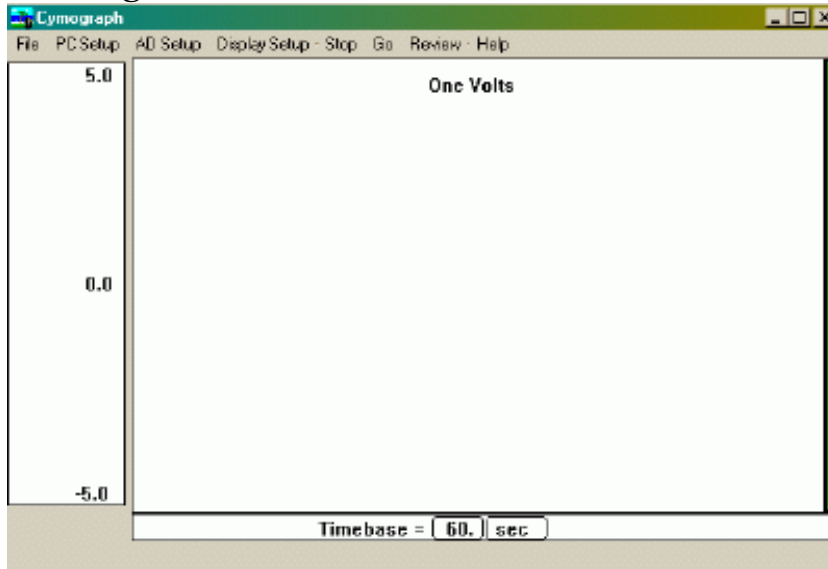 Cymograph
File PC Setup AD Setup Display Setup - Stop Go Review - Help
5.0
One Volts
0.0
-5.0
Timebase = 60. sec